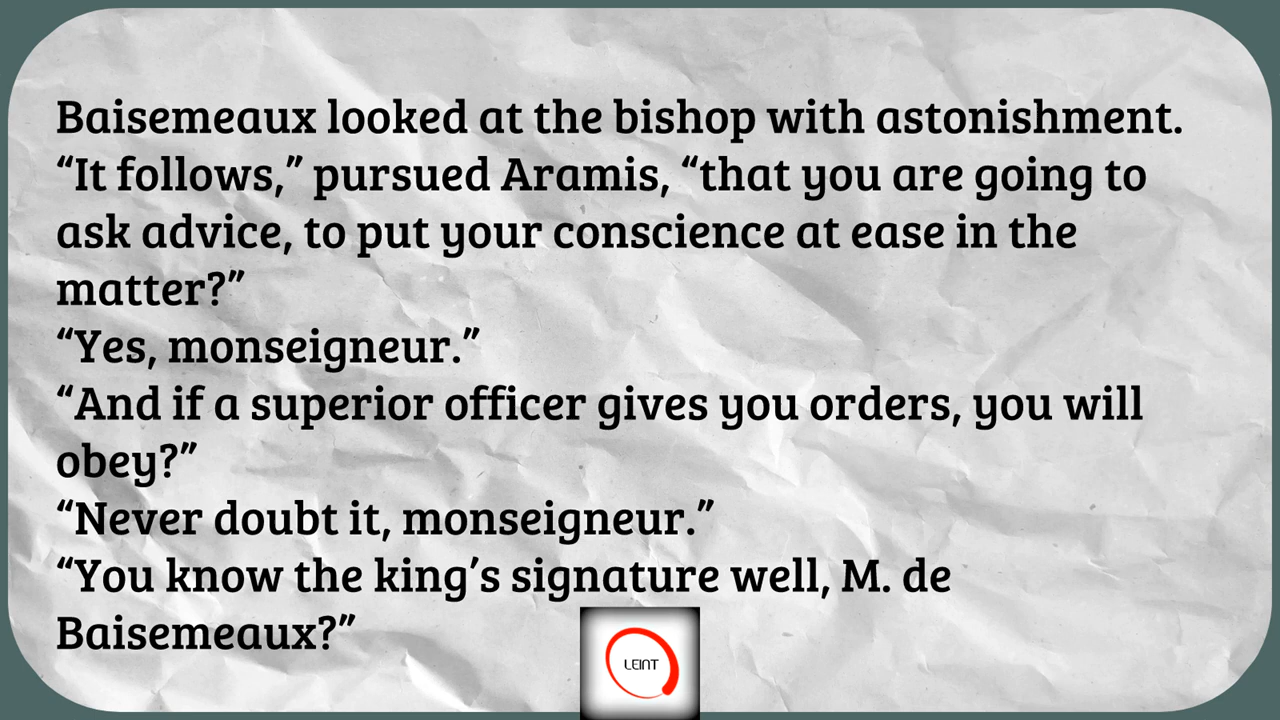 Baisemeaux looked at the bishop with astonishment.
“It follows,” pursued Aramis, “that you are going to
ask advice, to put your conscience at ease in the
matter?”
“Yes, monseigneur.”
“And if a superior officer gives you orders, you will
obey?”
“Never doubt it, monseigneur.”
“You know the king’s signature well, M. de
Baisemeaux?”
LEINT